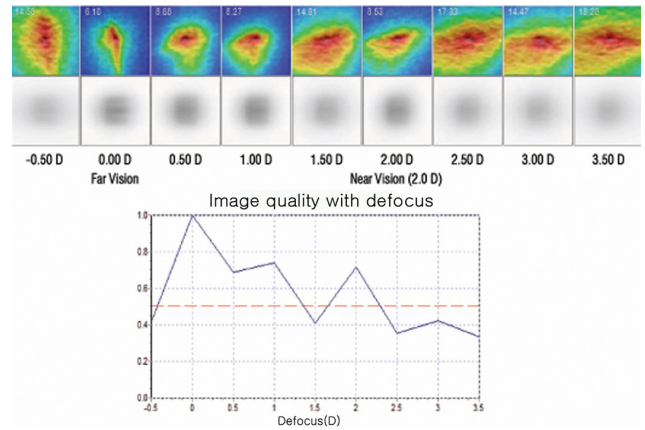 14.58 6.16 8.68 8.27 14.81 8.53 17.83 14.47 18.28
-0.50 D 0.00 D 0.50 D 1.00 D 1.50 D 2.00 D 2.50 D 3.00 D 3.50 D
Far Vision Near Vision (2.0 D)
Image quality with defocus
1.0
0.8
0.6
0.4
0.2
0.0
-0.5 0 0.5 1 1.5 2 2.5 3 3.5
Defocus(D)